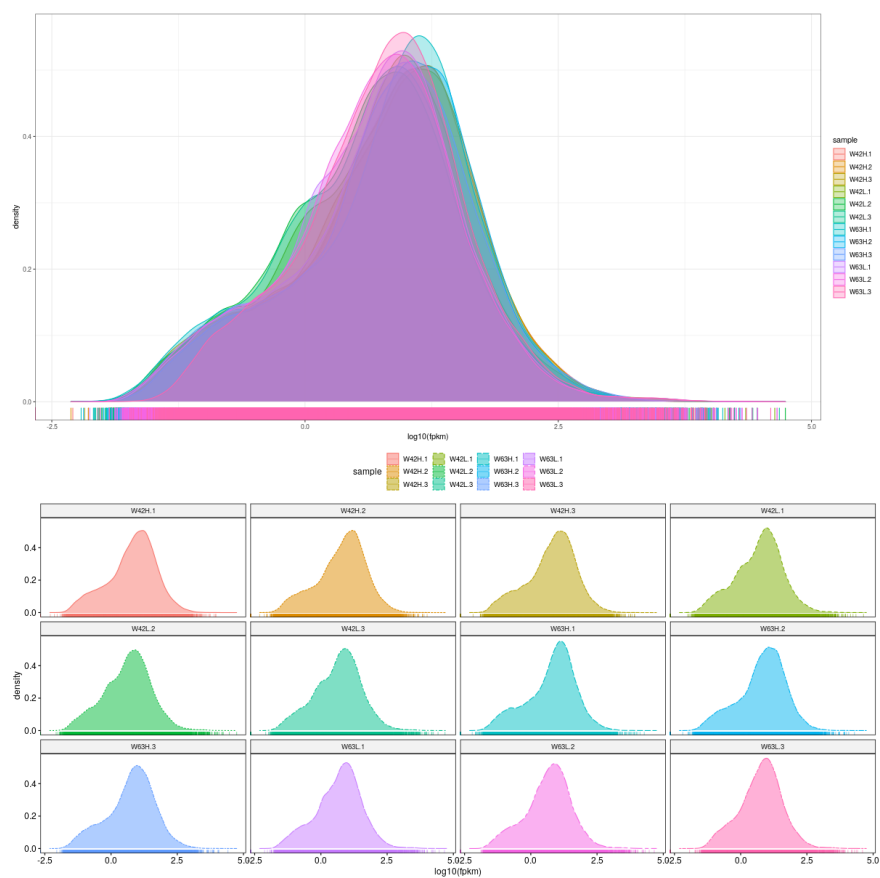 0.4
0.2
0.0
density
-2.5 0.0 2.5 5.0
log10(fpkm)
sample
W42H.1
W42H.2
W42H.3
W42L.1
W42L.2
W42L.3
W63H.1
W63H.2
W63H.3
W63L.1
W63L.2
W63L.3
sample
W42H.1 W42L.1 W63H.1 W63L.1
W42H.2 W42L.2 W63H.2 W63L.2
W42H.3 W42L.3 W63H.3 W63L.3
W42H.1 W42H.2 W42H.3 W42L.1
0.4
0.2
0.0
W42L.2 W42L.3 W63H.1 W63H.2
0.4
0.2
0.0
density
W63H.3 W63L.1 W63L.2 W63L.3
0.4
0.2
0.0
-2.5 0.0 2.5 5.0 -2.5 0.0 2.5 5.0 -2.5 0.0 2.5 5.0 -2.5 0.0 2.5 5.0
log10(fpkm)